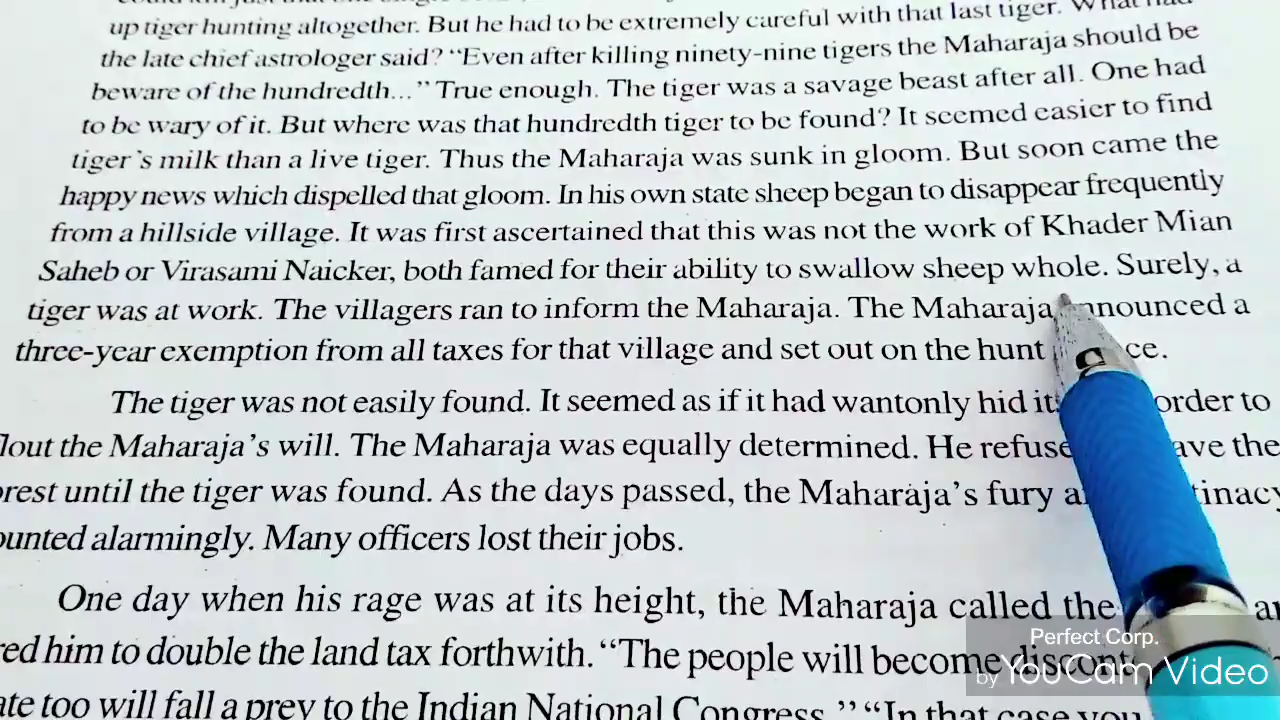 up tiger hunting altogether. But he had to be extremely careful with that last tiger. What had
the late chief astrologer said? “Even after killing ninety-nine tigers the Maharaja should be
beware of the hundredth...” True enough. The tiger was a savage beast after all. One had
to be wary of it. But where was that hundredth tiger to be found? It seemed easier to find
tiger’s milk than a live tiger. Thus the Maharaja was sunk in gloom. But soon came the
happy news which dispelled that gloom. In his own state sheep began to disappear frequently
from a hillside village. It was first ascertained that this was not the work of Khader Mian
Saheb or Virasami Naicker, both famed for their ability to swallow sheep whole. Surely, a
tiger was at work. The villagers ran to inform the Maharaja. The Maharaja announced a
three-year exemption from all taxes for that village and set out on the hunt
The tiger was not easily found. It seemed as if it had wantonly hid order to
flout the Maharaja’s will. The Maharaja was equally determined. He the
until the tiger was found. As the days passed, the Maharaja’s fury
alarmingly. Many officers lost their jobs.
One day when his rage was at its height, the Maharaja called the
him to double the land tax forthwith. “The people will become
too will fall a prey to the Indian National Congress.” “In that case you
Perfect Corp.
by YouCam Video